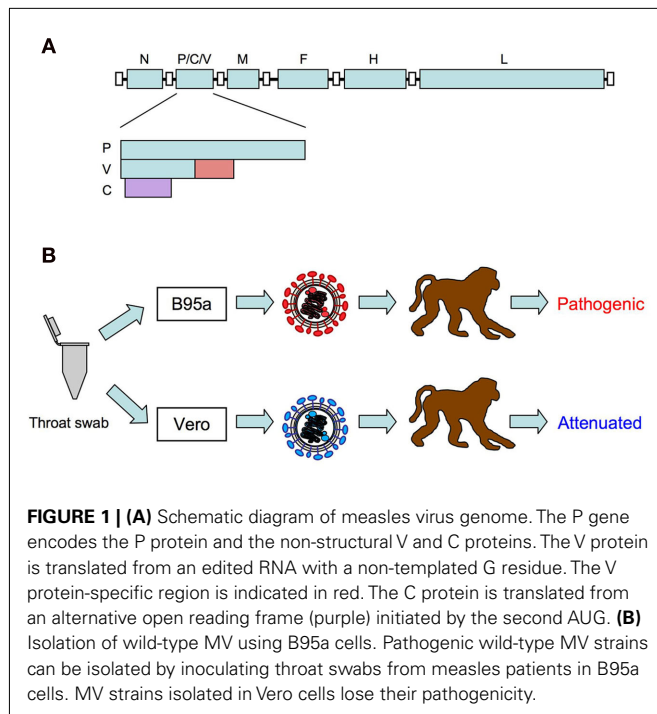 A
N P/C/V M F H L
P
V
C
B
B95a Pathogenic
Throat swab
Vero Attenuated
FIGURE 1 | (A) Schematic diagram of measles virus genome. The P gene
encodes the P protein and the non-structural V and C proteins. The V protein
is translated from an edited RNA with a non-templated G residue. The V
protein-specific region is indicated in red. The C protein is translated from
an alternative open reading frame (purple) initiated by the second AUG. (B)
Isolation of wild-type MV using B95a cells. Pathogenic wild-type MV strains
can be isolated by inoculating throat swabs from measles patients in B95a
cells. MV strains isolated in Vero cells lose their pathogenicity.